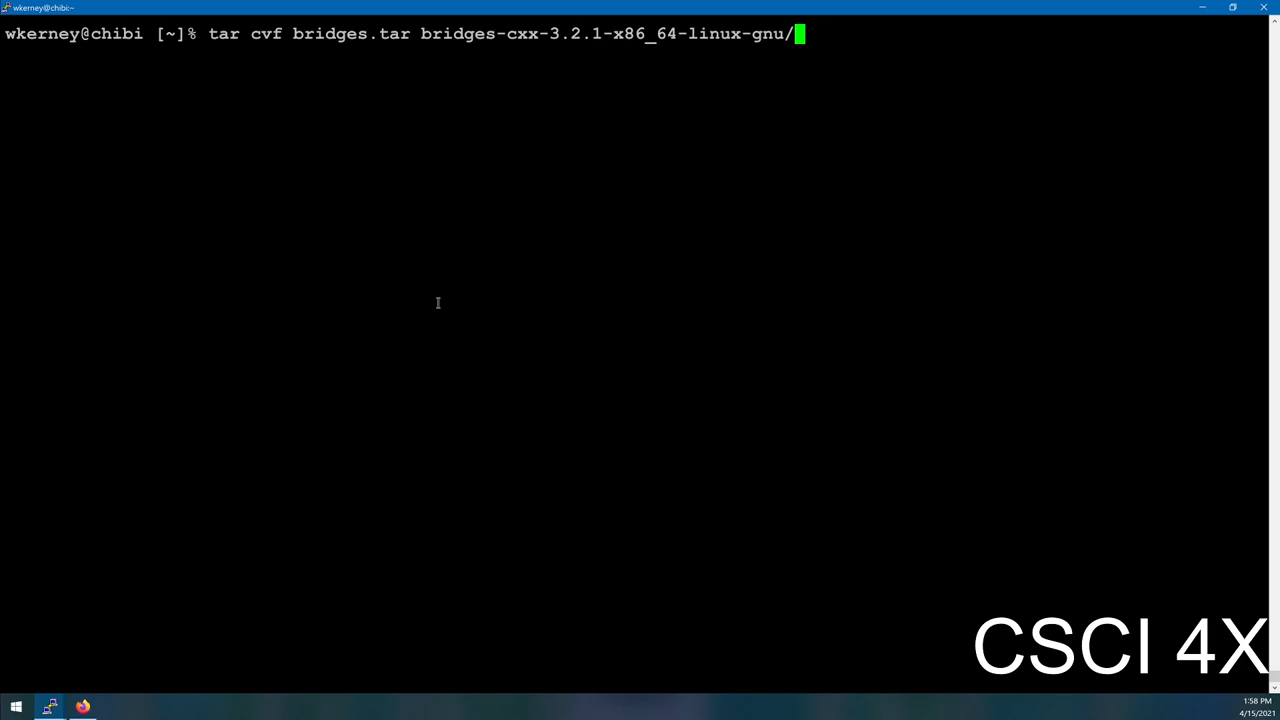 wkerney@chibi:~
wkerney@chibi [~]% tar cvf bridges.tar bridges-cxx-3.2.1-x86_64-linux-gnu/
CSCI 4X
1:58 PM
4/15/2021